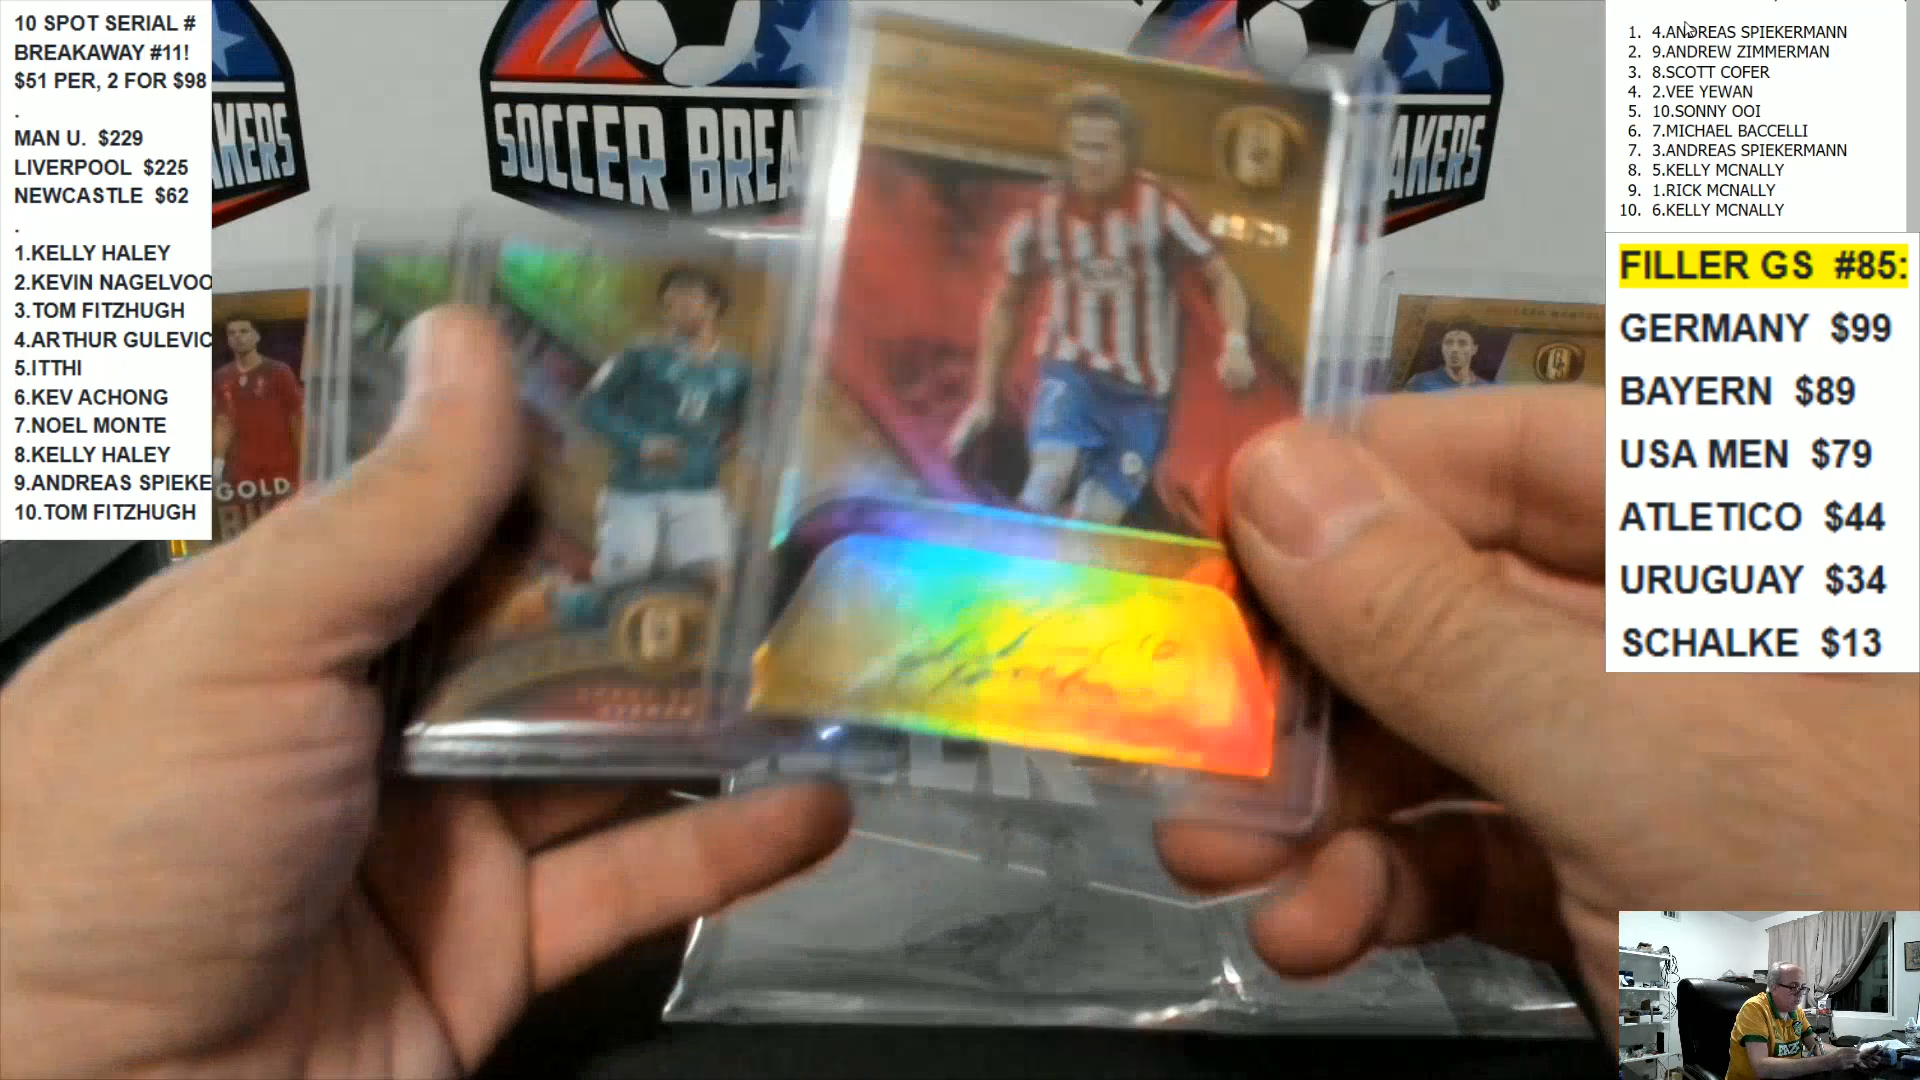 10 SPOT SERIAL #
BREAKAWAY #11!
$51 PER, 2 FOR $98
.
MAN U. $229
LIVERPOOL $225
NEWCASTLE $62
.
1.KELLY HALEY
2.KEVIN NAGELVOO
3.TOM FITZHUGH
4.ARTHUR GULEVIC
5.ITTHI
6.KEV ACHONG
7.NOEL MONTE
8.KELLY HALEY
9.ANDREAS SPIEKE
10.TOM FITZHUGH
KERS
SOCCER BREA
AKERS
GOLD
1. 4.ANDREAS SPIEKERMANN
2. 9.ANDREW ZIMMERMAN
3. 8.SCOTT COFER
4. 2.VEE YEWAN
5. 10.SONNY OOI
6. 7.MICHAEL BACCELLI
7. 3.ANDREAS SPIEKERMANN
8. 5.KELLY MCNALLY
9. 1.RICK MCNALLY
10. 6.KELLY MCNALLY
FILLER GS #85:
GERMANY $99
BAYERN $89
USA MEN $79
ATLETICO $44
URUGUAY $34
SCHALKE $13